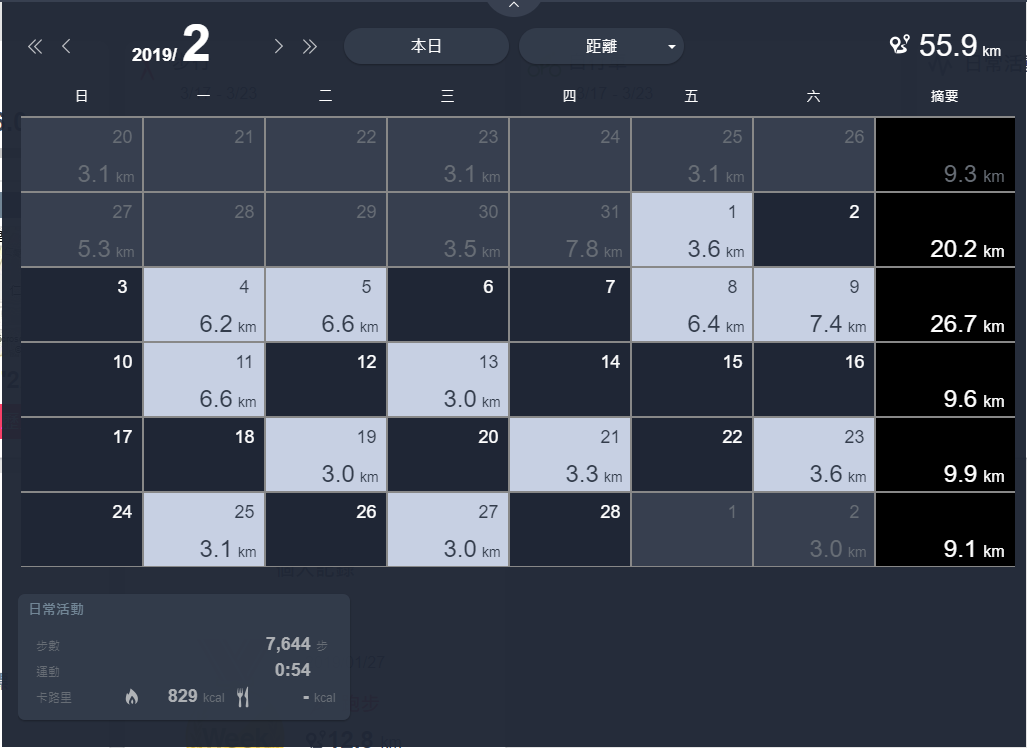 2019/ 2 本日 距離 55.9 km
日 一 二 三 四 五 六 摘要
20 21 22 23 24 25 26
3.1 km 3.1 km 3.1 km 9.3 km
27 28 29 30 31 1 2
5.3 km 3.5 km 7.8 km 3.6 km 20.2 km
3 4 5 6 7 8 9
6.2 km 6.6 km 6.4 km 7.4 km 26.7 km
10 11 12 13 14 15 16
6.6 km 3.0 km 9.6 km
17 18 19 20 21 22 23
3.0 km 3.3 km 3.6 km 9.9 km
24 25 26 27 28 1 2
3.1 km 3.0 km 3.0 km 9.1 km
日常活動
步數 7,644 步
運動 0:54
卡路里 829 kcal - kcal
12.8 km